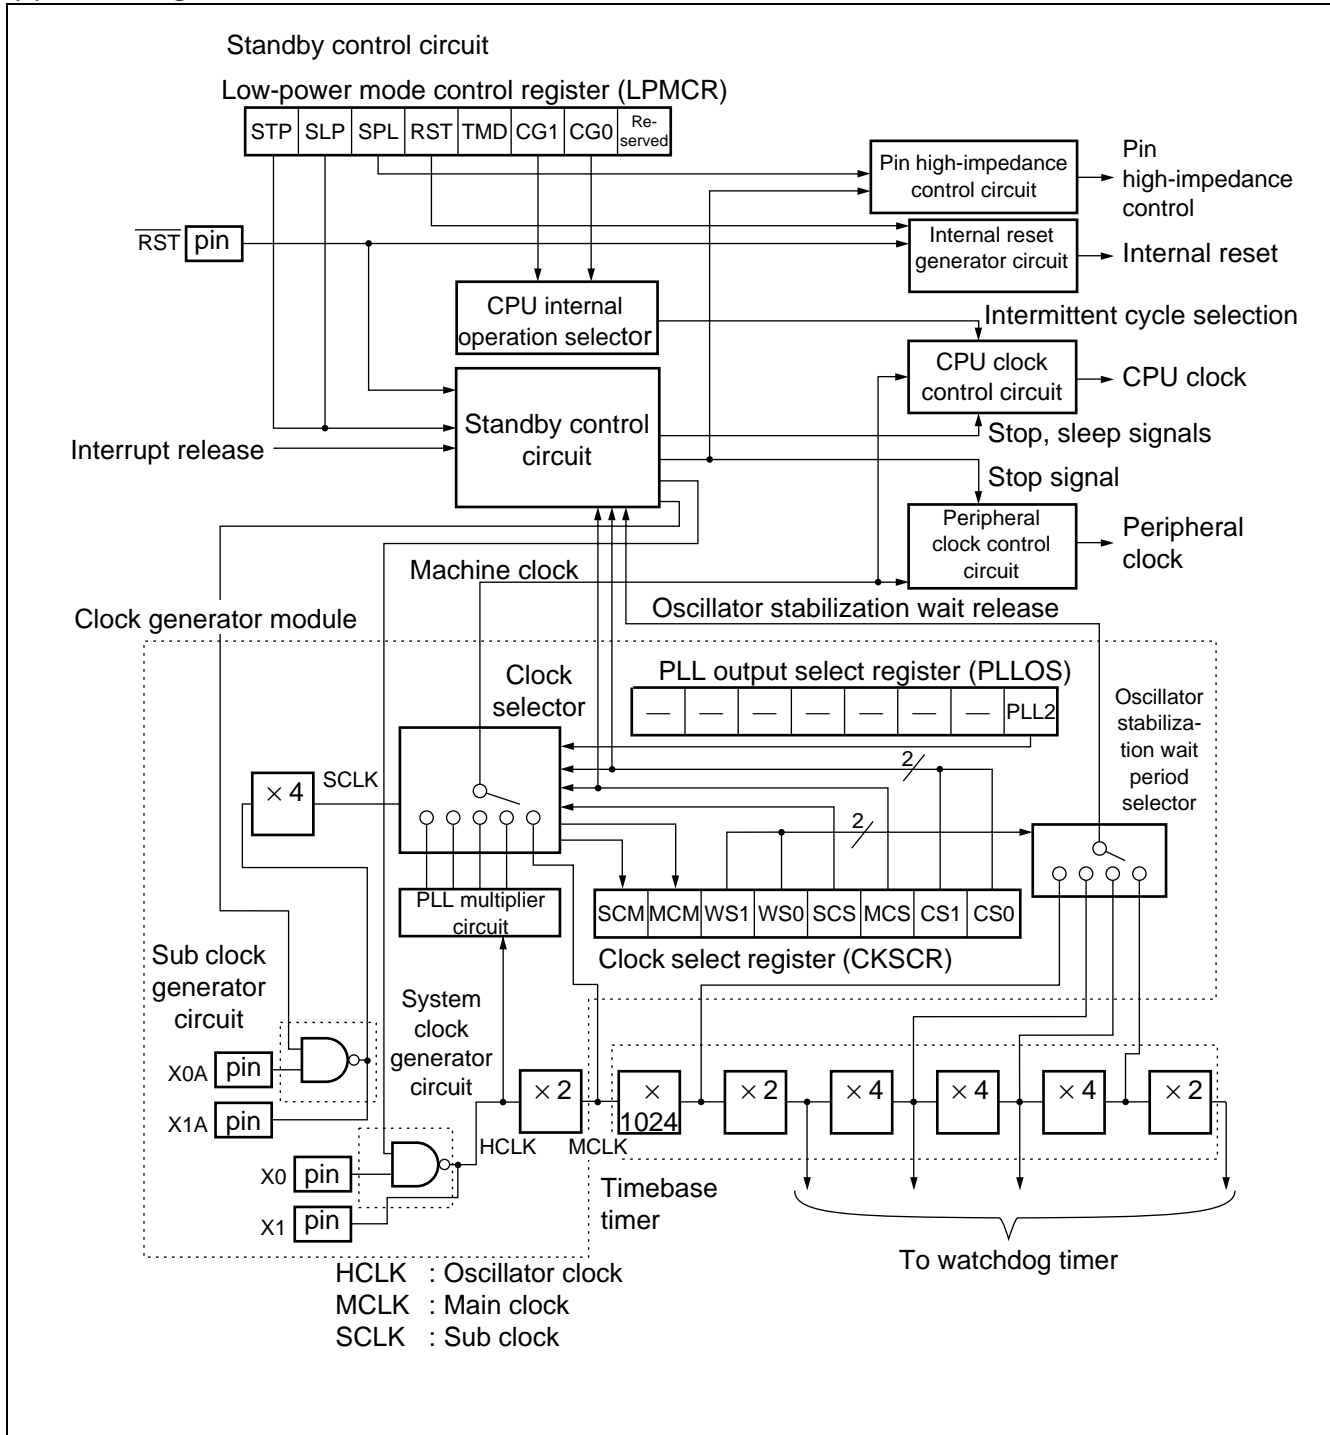 Standby control circuit
Low-power mode control register (LPMCR)
STP SLP SPL RST TMD CG1 CG0 Re-
served
Pin high-impedance
control circuit
Pin
high-impedance
control
RST pin
Internal reset
generator circuit
Internal reset
CPU internal
operation selector
Intermittent cycle selection
CPU clock
control circuit
CPU clock
Standby control
circuit
Stop, sleep signals
Interrupt release
Stop signal
Peripheral
clock control
circuit
Peripheral
clock
Machine clock
Oscillator stabilization wait release
Clock generator module
Clock
selector
PLL output select register (PLLOS)
— — — — — — — PLL2
Oscillator
stabiliza-
tion wait
period
selector
2
SCLK
× 4
2
PLL multiplier
circuit
SCM MCM WS1 WS0 SCS MCS CS1 CS0
Clock select register (CKSCR)
Sub clock
generator
circuit
System
clock
generator
circuit
X0A pin
X1A pin
× 2
×
1024
× 2
× 4
× 4
× 4
× 2
HCLK
MCLK
X0 pin
X1 pin
Timebase
timer
To watchdog timer
HCLK : Oscillator clock
MCLK : Main clock
SCLK : Sub clock